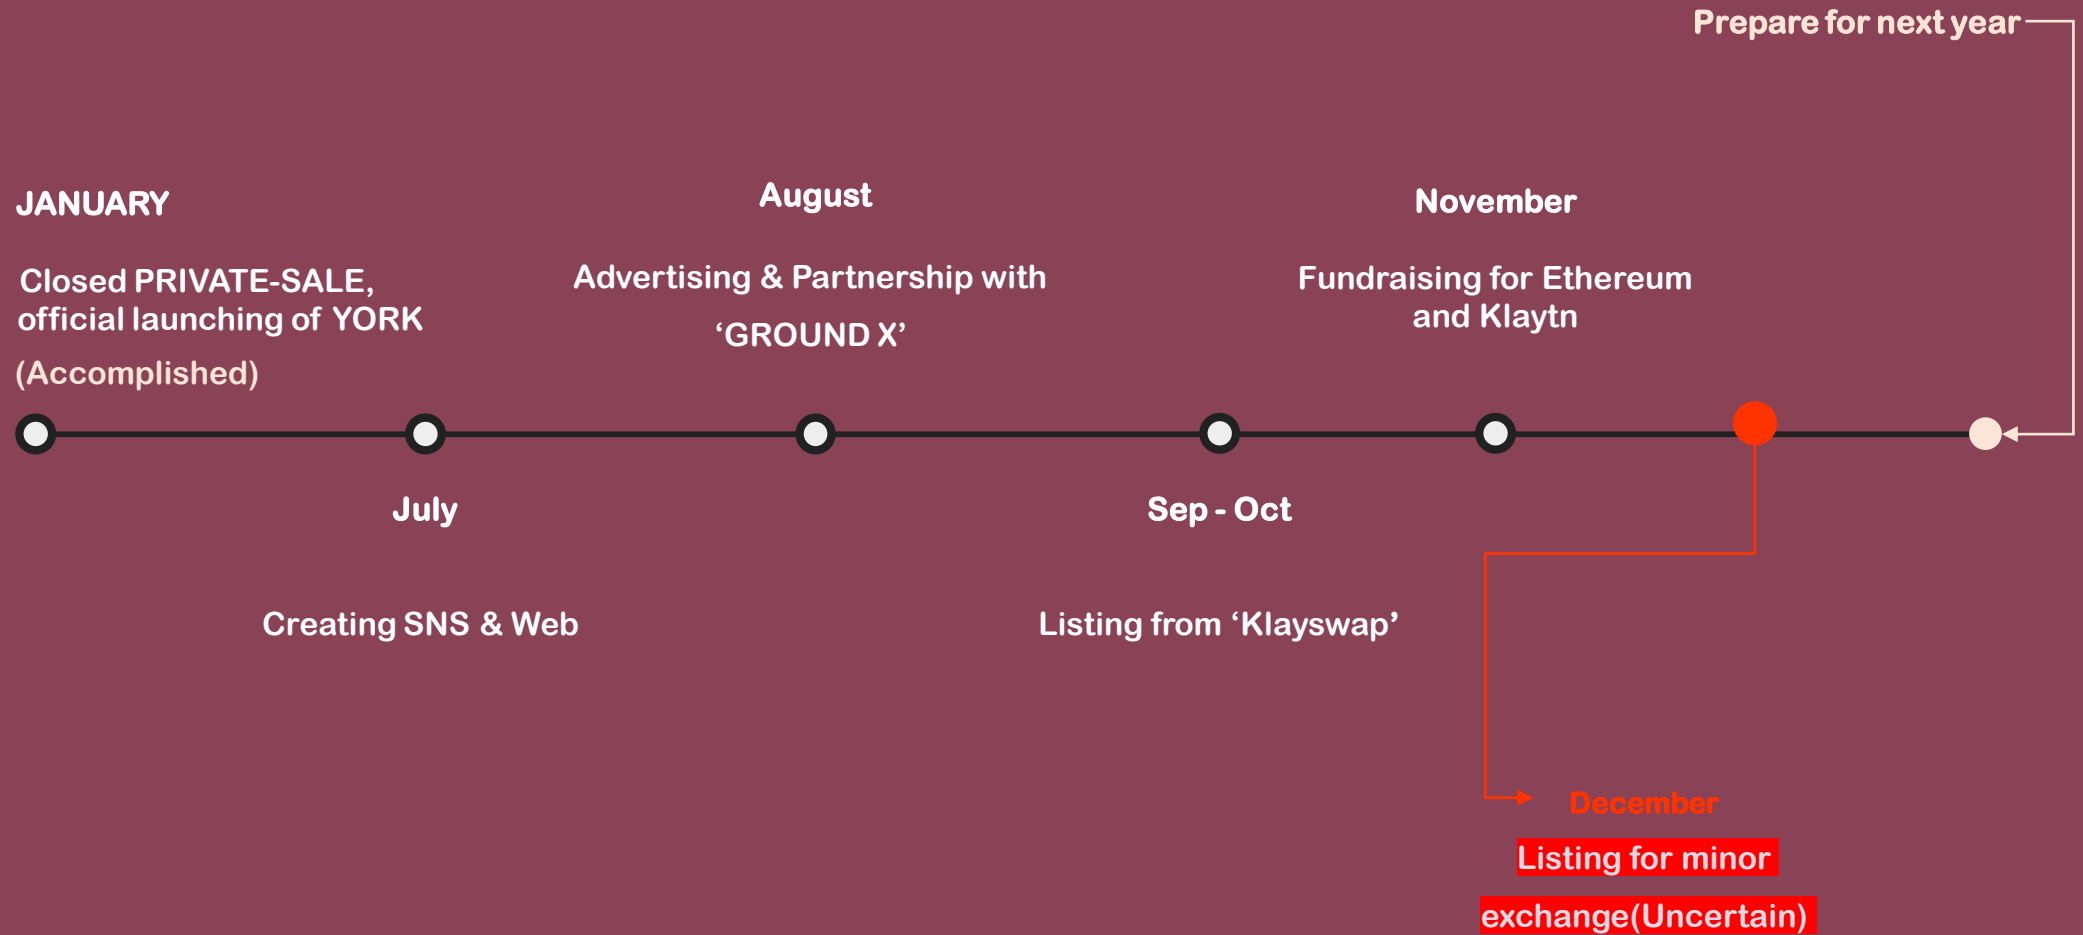 Prepare for next year
JANUARY
Closed PRIVATE-SALE,
official launching of YORK
(Accomplished)
July
Creating SNS & Web
August
Advertising & Partnership with
‘GROUND X’
Sep - Oct
Listing from ‘Klayswap’
November
Fundraising for Ethereum
and Klaytn
December
Listing for minor
exchange(Uncertain)